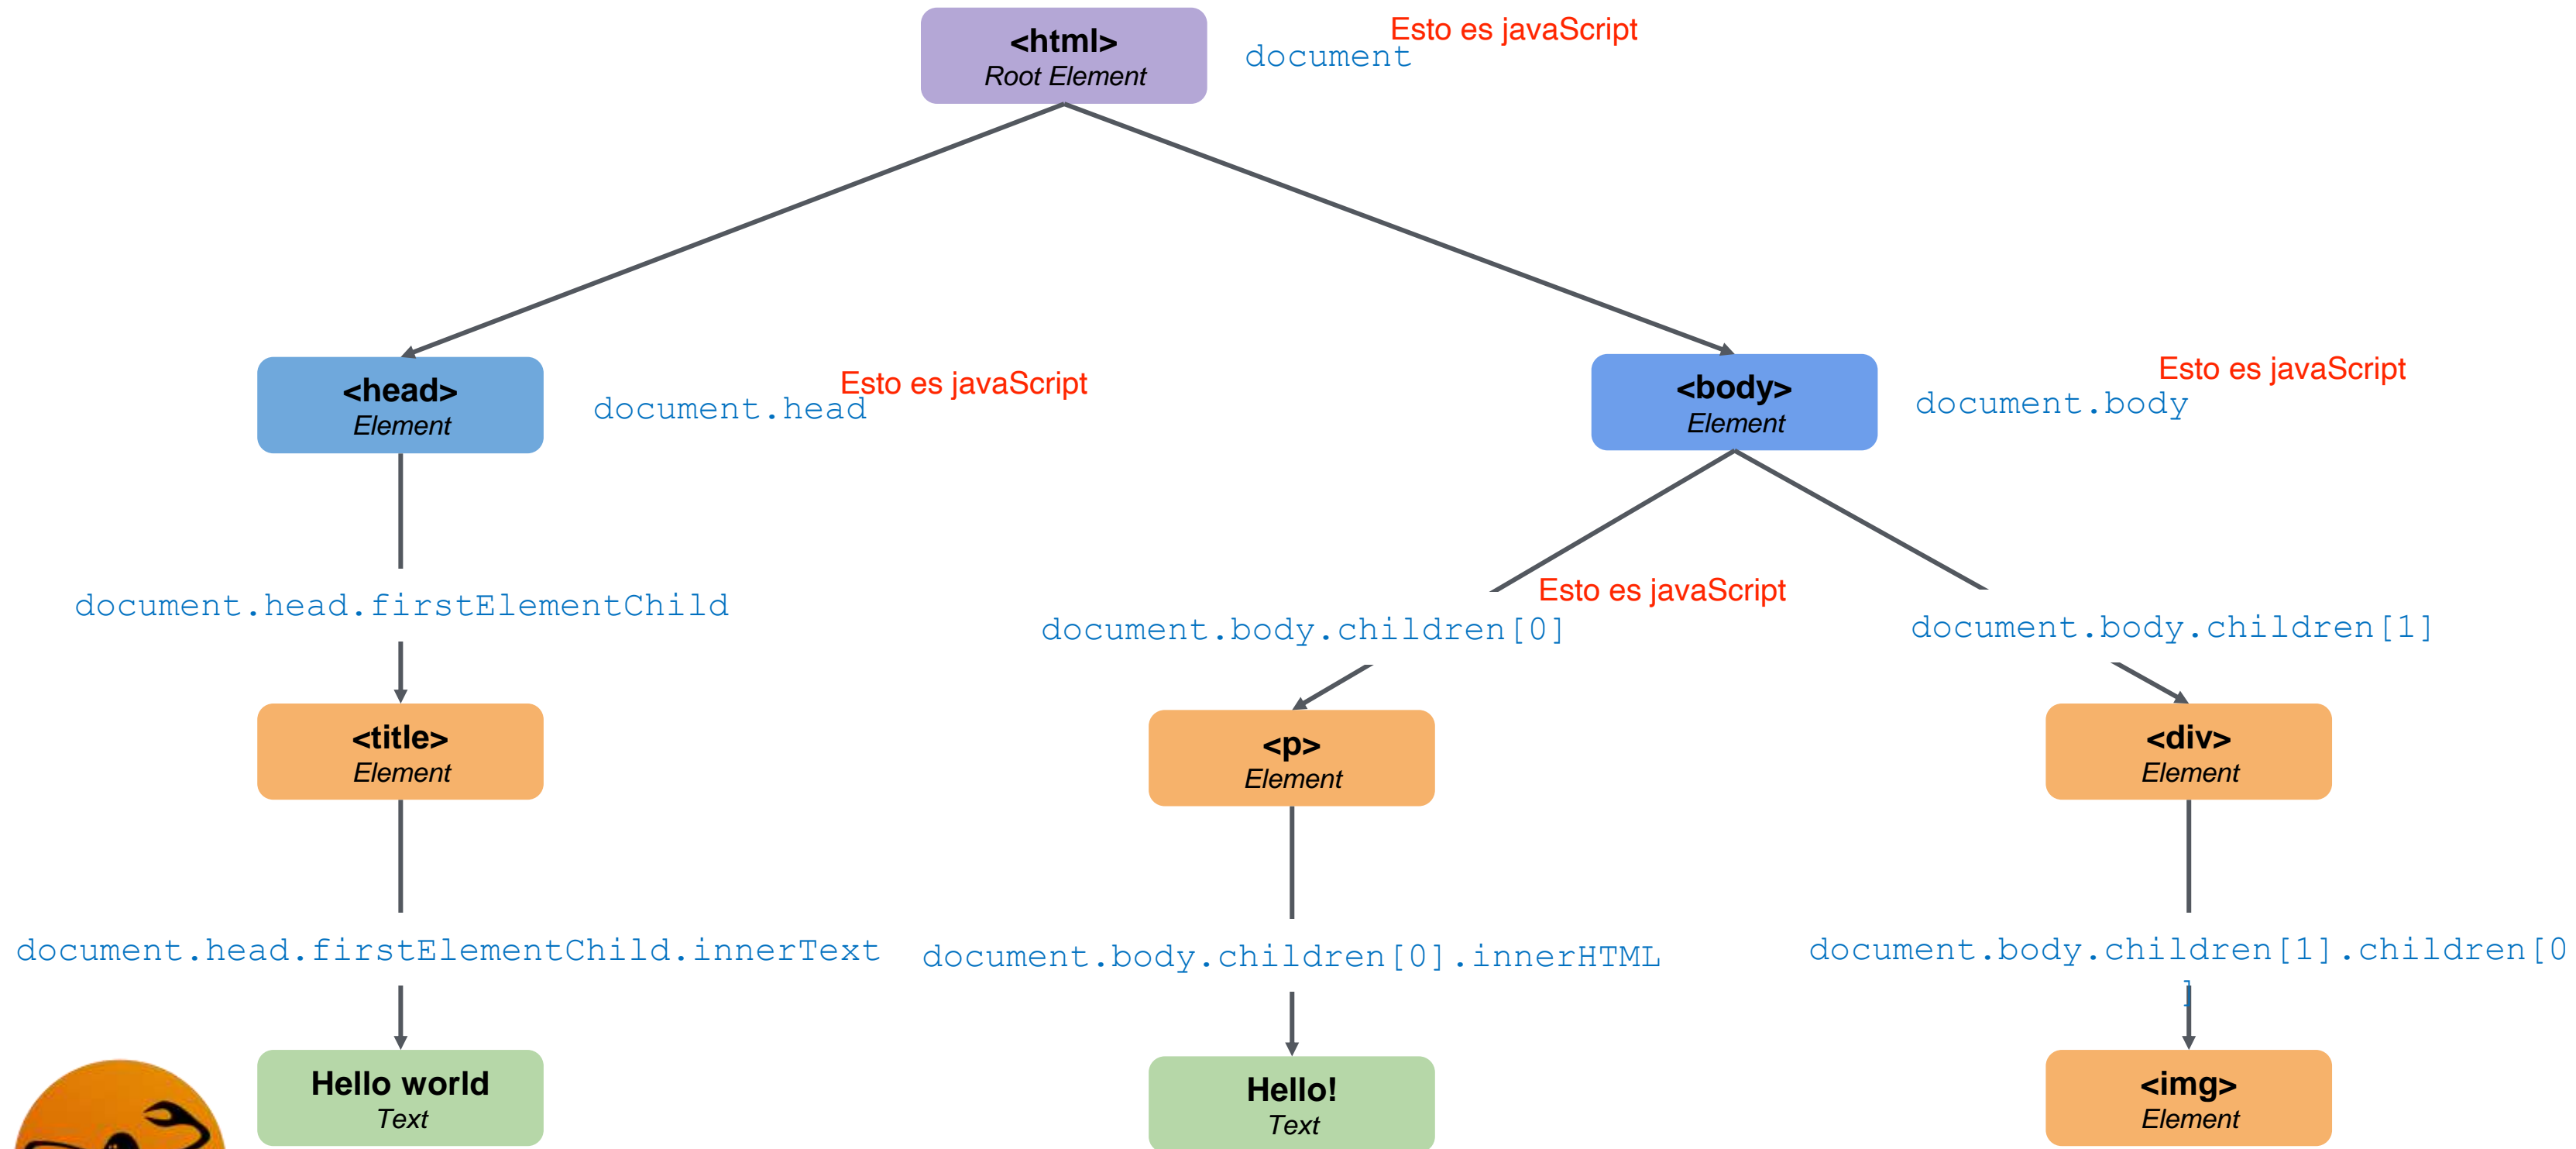 <html>
Root Element
Esto es javaScript
document
<head>
Element
Esto es javaScript
document.head
<body>
Element
Esto es javaScript
document.body
document.head.firstElementChild
Esto es javaScript
document.body.children[0]
document.body.children[1]
<title>
Element
<p>
Element
<div>
Element
document.head.firstElementChild.innerText
document.body.children[0].innerHTML
document.body.children[1].children[0
]
Hello world
Text
Hello!
Text
<img>
Element